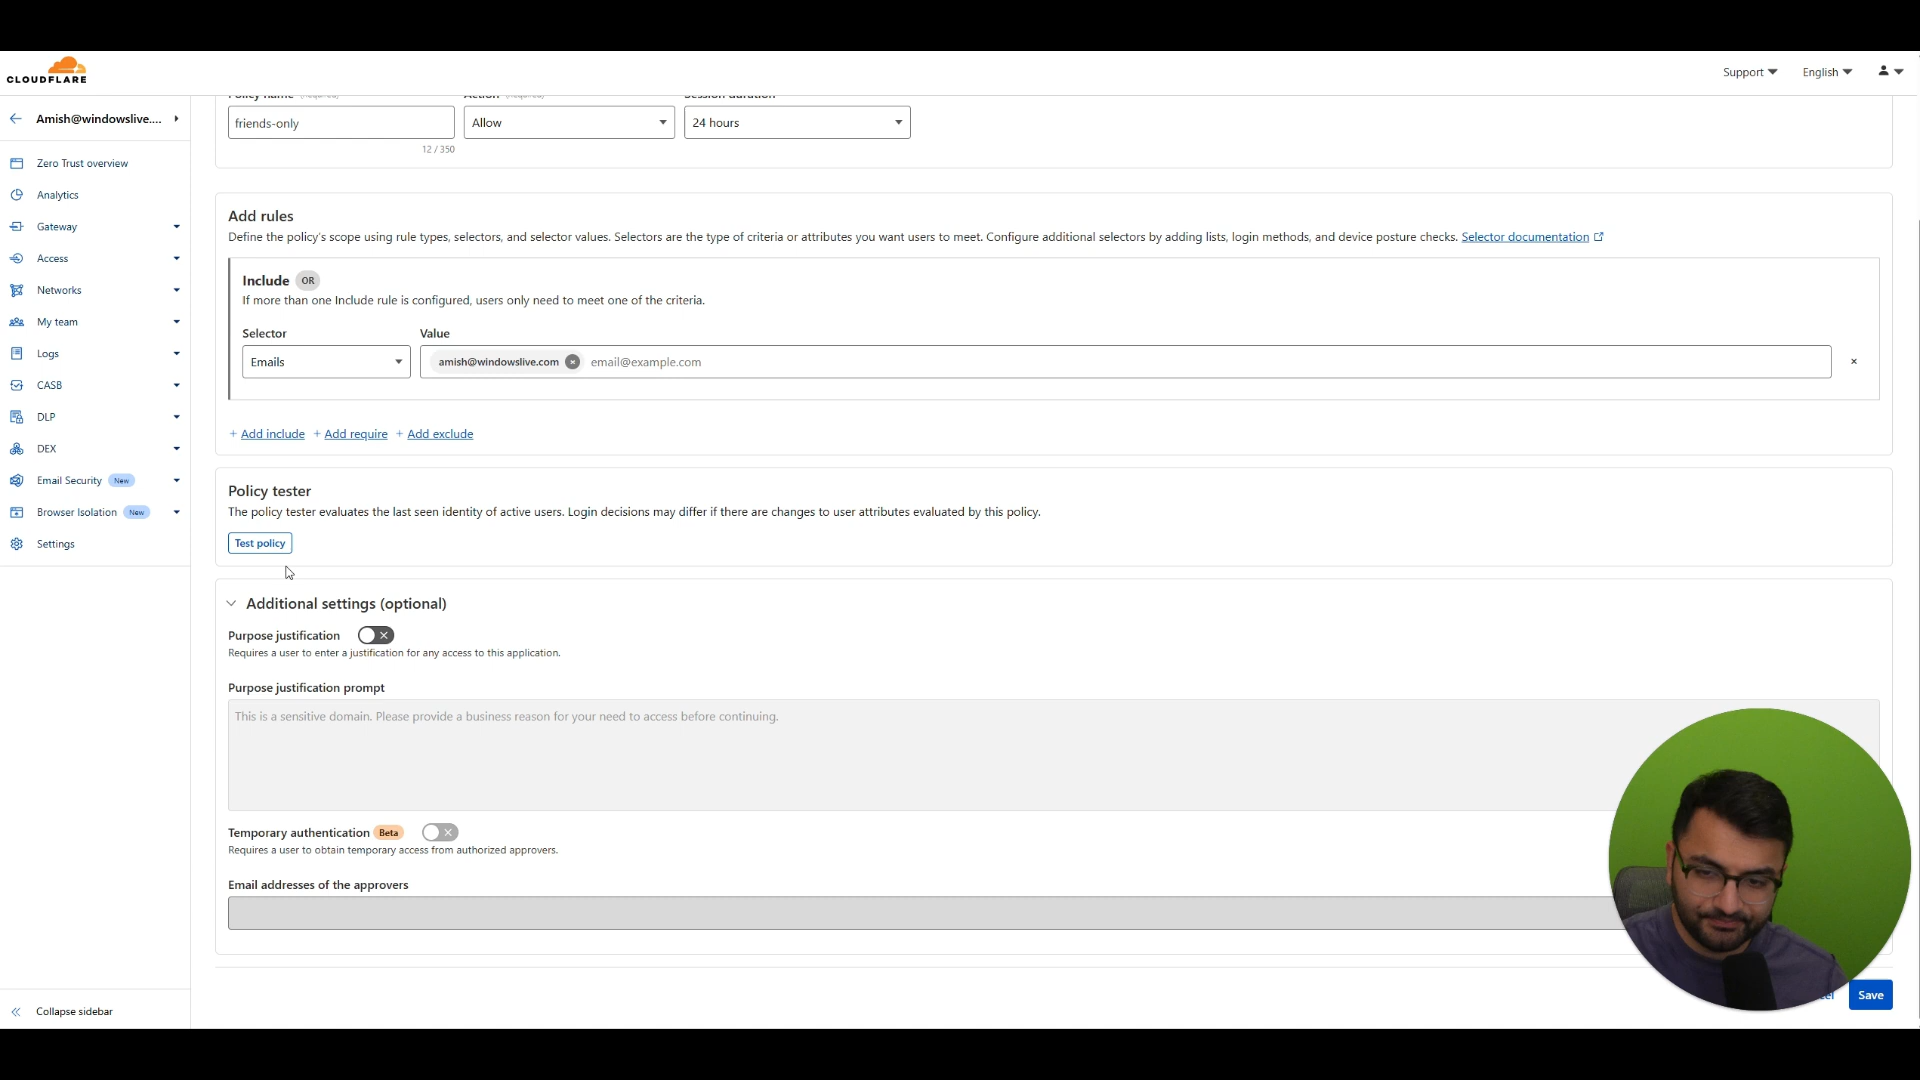 CLOUDFLARE
Support
English
Amish@windowslive....
Zero Trust overview
Analytics
Gateway
Access
Networks
My team
Logs
CASB
DLP
DEX
Email Security New
Browser Isolation New
Settings
Collapse sidebar
Policy name (required) Action (required) Session duration
friends-only Allow 24 hours
12 / 350
Add rules
Define the policy's scope using rule types, selectors, and selector values. Selectors are the type of criteria or attributes you want users to meet. Configure additional selectors by adding lists, login methods, and device posture checks. Selector documentation
Include OR
If more than one Include rule is configured, users only need to meet one of the criteria.
Selector Value
Emails amish@windowslive.com email@example.com
+ Add include + Add require + Add exclude
Policy tester
The policy tester evaluates the last seen identity of active users. Login decisions may differ if there are changes to user attributes evaluated by this policy.
Test policy
Additional settings (optional)
Purpose justification
Requires a user to enter a justification for any access to this application.
Purpose justification prompt
This is a sensitive domain. Please provide a business reason for your need to access before continuing.
Temporary authentication Beta
Requires a user to obtain temporary access from authorized approvers.
Email addresses of the approvers
Save